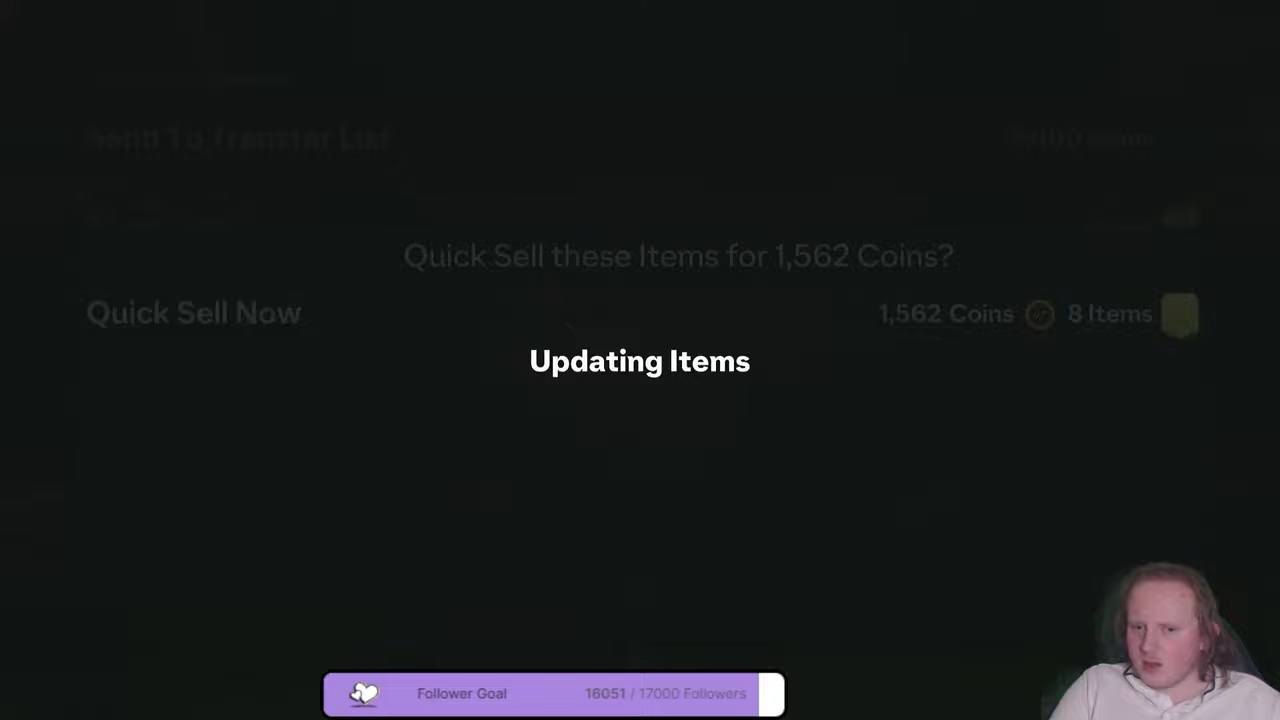 Send To Transfer List
Quick Sell these Items for 1,562 Coins?
Quick Sell Now
1,562 Coins
8 Items
Updating Items
Follower Goal
16051 / 17000 Followers